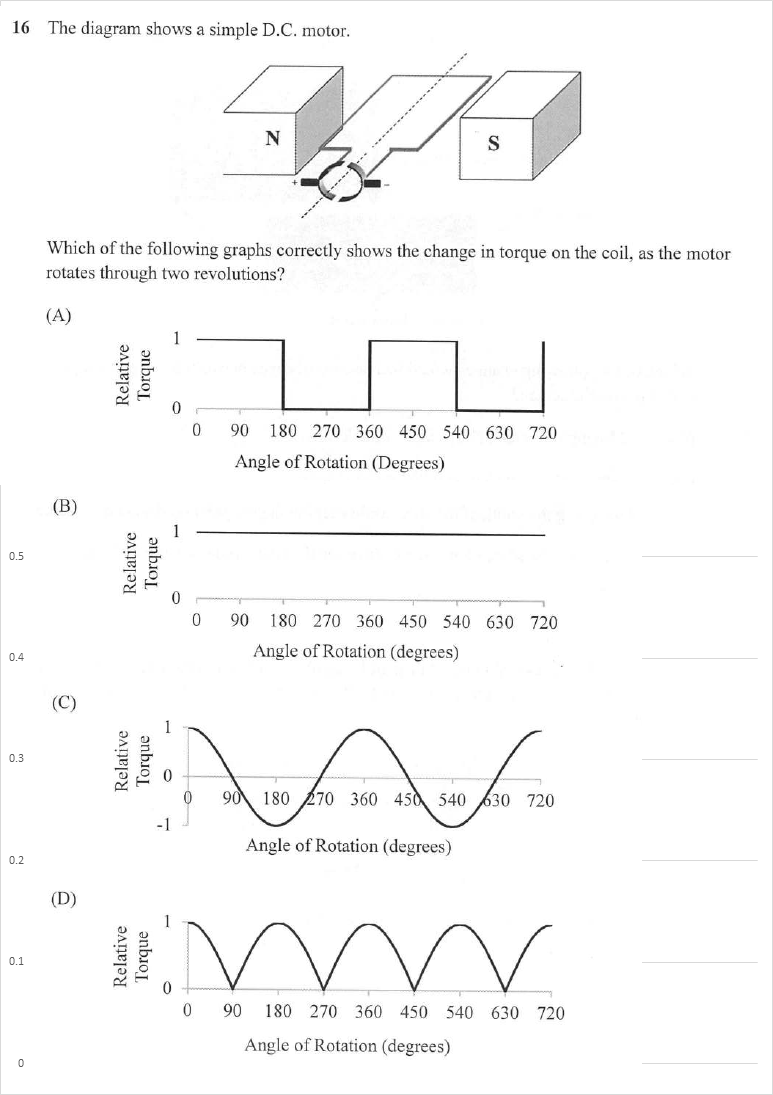 16 The diagram shows a simple D.C. motor.
N
S
+
-
Which of the following graphs correctly shows the change in torque on the coil, as the motor
rotates through two revolutions?
(A)
Relative
Torque
1
0
0 90 180 270 360 450 540 630 720
Angle of Rotation (Degrees)
(B)
Relative
Torque
1
0
0 90 180 270 360 450 540 630 720
Angle of Rotation (degrees)
(C)
Relative
Torque
1
0
-1
0 90 180 270 360 450 540 630 720
Angle of Rotation (degrees)
(D)
Relative
Torque
1
0
0 90 180 270 360 450 540 630 720
Angle of Rotation (degrees)
0.5
0.4
0.3
0.2
0.1
0